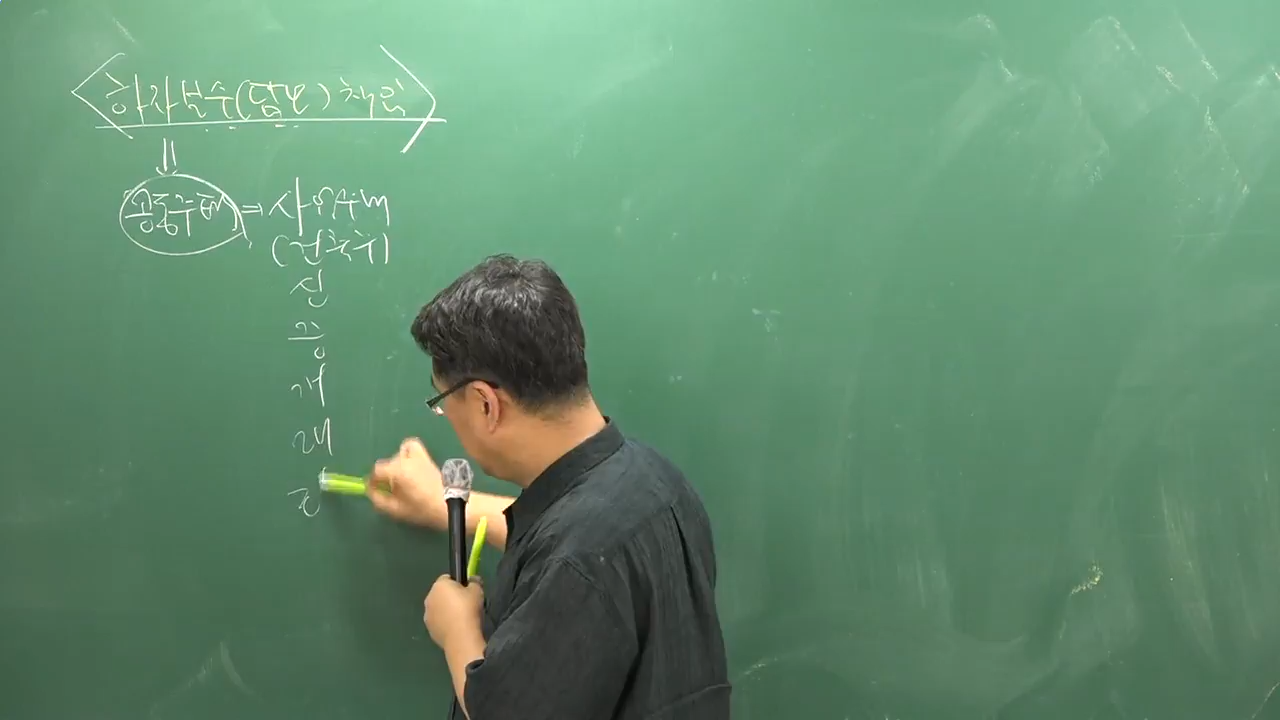 하자보수(담보)책임
공동주택 ⇒ 사업주체
(건축주)
신
증
개
대